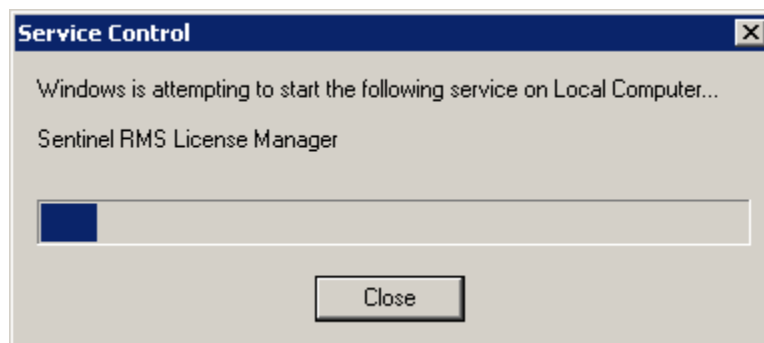 Service Control
Windows is attempting to start the following service on Local Computer...
Sentinel RMS License Manager
Close